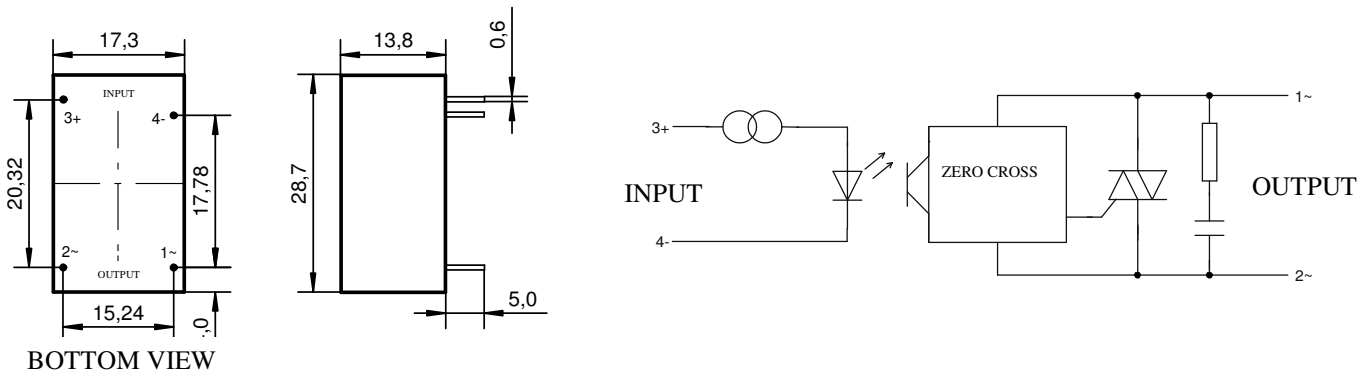 17,3
INPUT
3+
4-
20,32
17,78
2~
1~
OUTPUT
15,24
,0
BOTTOM VIEW
13,8
0,6
28,7
5,0
3+
INPUT
4-
ZERO CROSS
1~
OUTPUT
2~